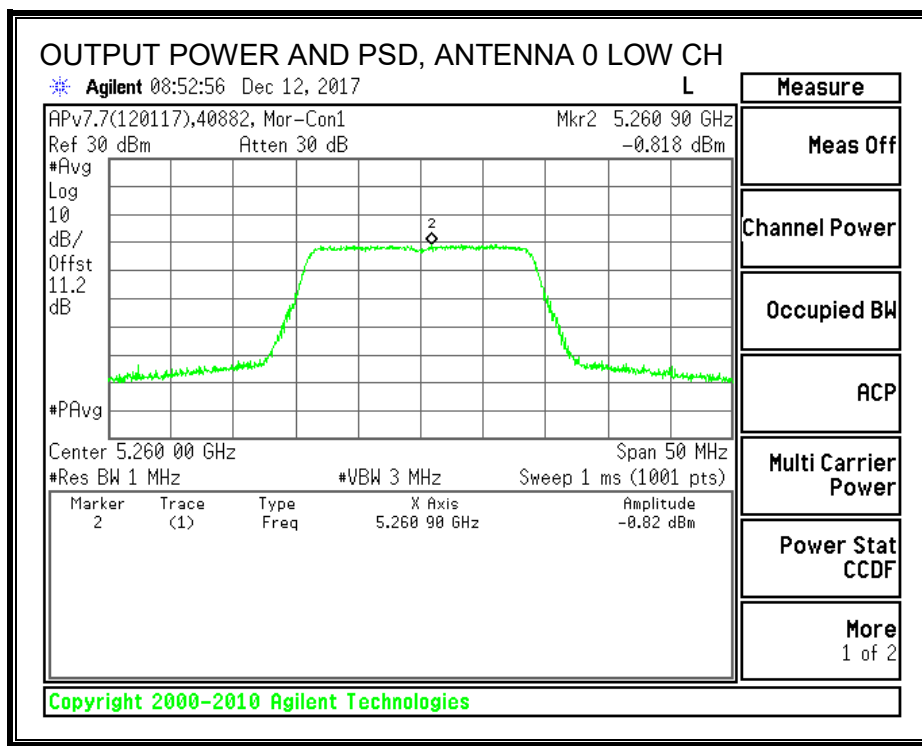 OUTPUT POWER AND PSD, ANTENNA 0 LOW CH
Agilent 08:52:56 Dec 12, 2017 L
Measure
APv7.7(120117),40882, Mor-Con1 Mkr2 5.260 90 GHz
Ref 30 dBm Atten 30 dB -0.818 dBm
Meas Off
#Avg
Log
10
dB/
Offst
11.2
dB
2
Channel Power
Occupied BW
ACP
#PAvg
Center 5.260 00 GHz Span 50 MHz
#Res BW 1 MHz #VBW 3 MHz Sweep 1 ms (1001 pts)
Multi Carrier
Power
Marker Trace Type X Axis Amplitude
2 (1) Freq 5.260 90 GHz -0.82 dBm
Power Stat
CCDF
More
1 of 2
Copyright 2000-2010 Agilent Technologies